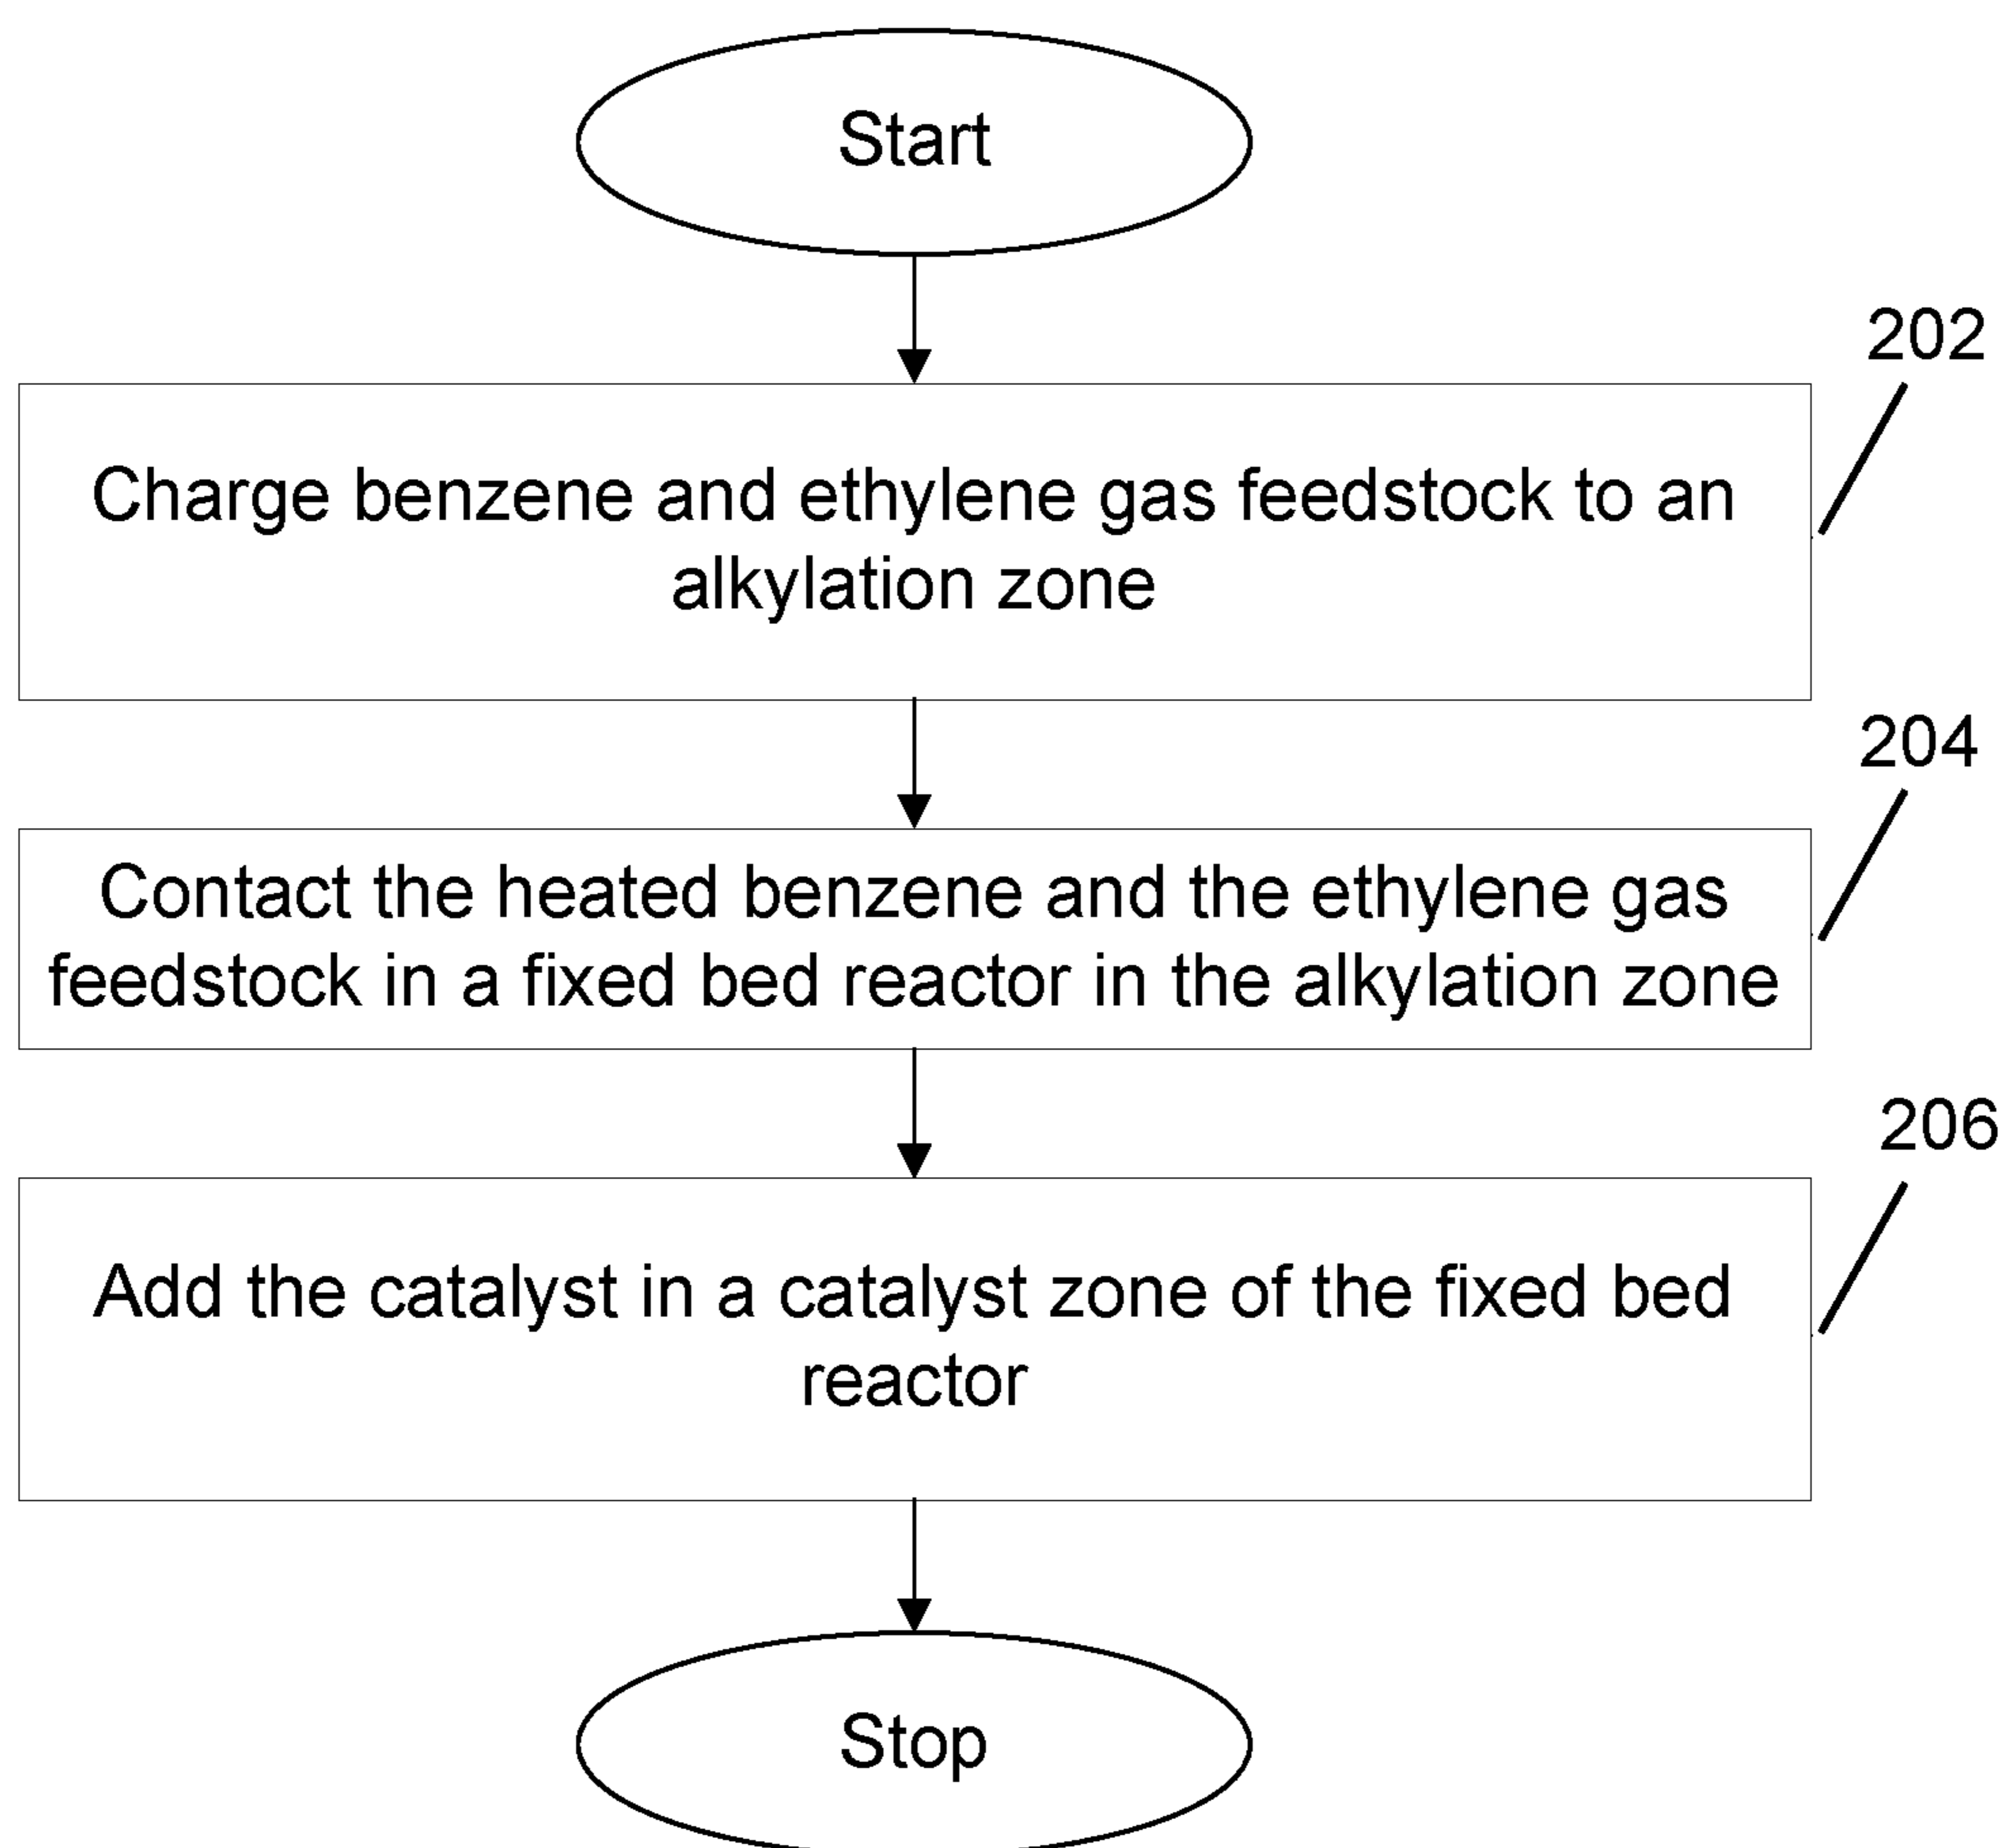 Start
202
Charge benzene and ethylene gas feedstock to an
alkylation zone
204
Contact the heated benzene and the ethylene gas
feedstock in a fixed bed reactor in the alkylation zone
206
Add the catalyst in a catalyst zone of the fixed bed
reactor
Stop